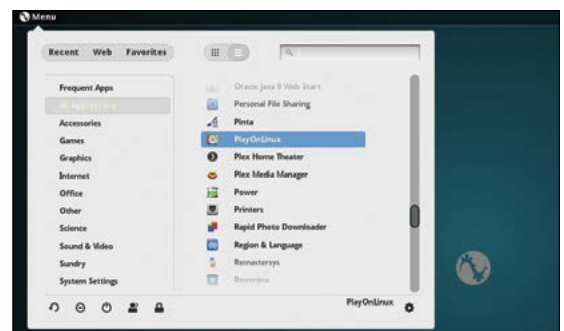 Menu
Recent Web Favorites
Frequent Apps
All Applications
Accessories
Games
Graphics
Internet
Office
Other
Science
Sound & Video
Sundry
System Settings
Oracle Java 8 Web Start
Personal File Sharing
Pinta
PlayOnLinux
Plex Home Theater
Plex Media Manager
Power
Printers
Rapid Photo Downloader
Region & Language
Remastersys
PlayOnLinux